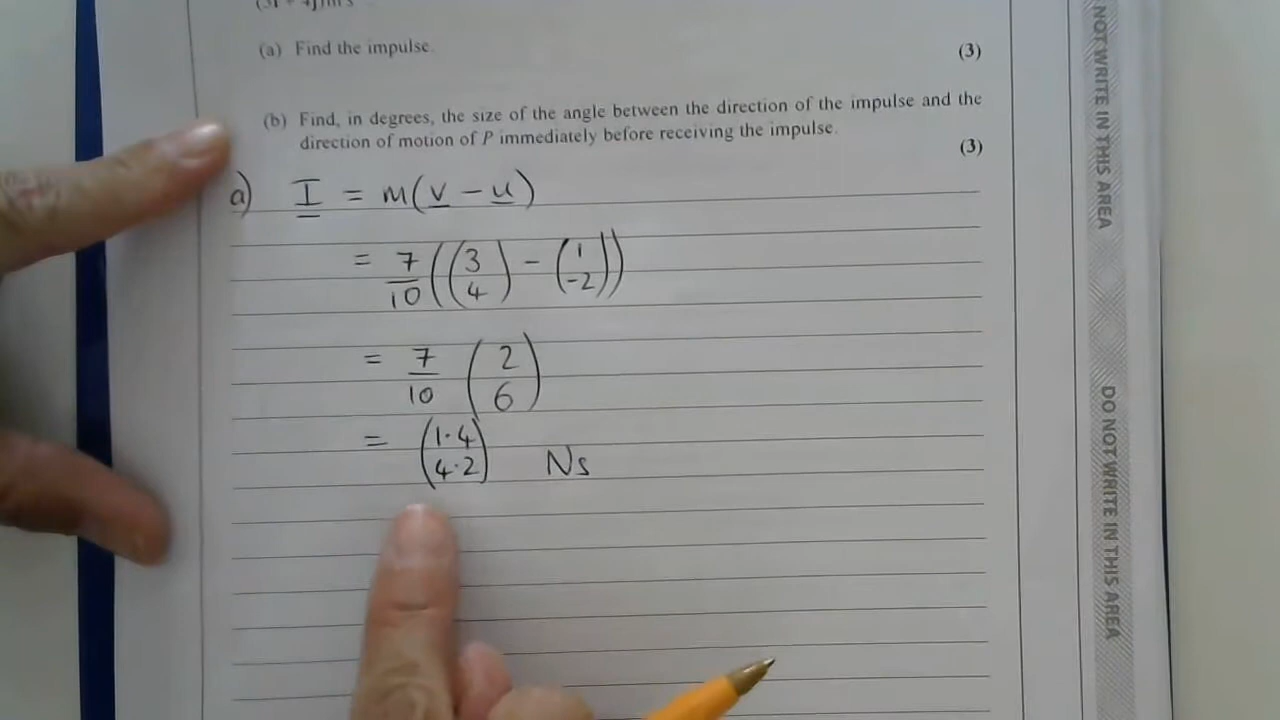 (a) Find the impulse.
(3)
(b) Find, in degrees, the size of the angle between the direction of the impulse and the
direction of motion of P immediately before receiving the impulse.
(3)
a) I = m(v − u)
= 7/10 ((3 4) − (1 -2))
= 7/10 (2 6)
= (1·4 4·2) Ns
NOT WRITE IN THIS AREA
DO NOT WRITE IN THIS AREA